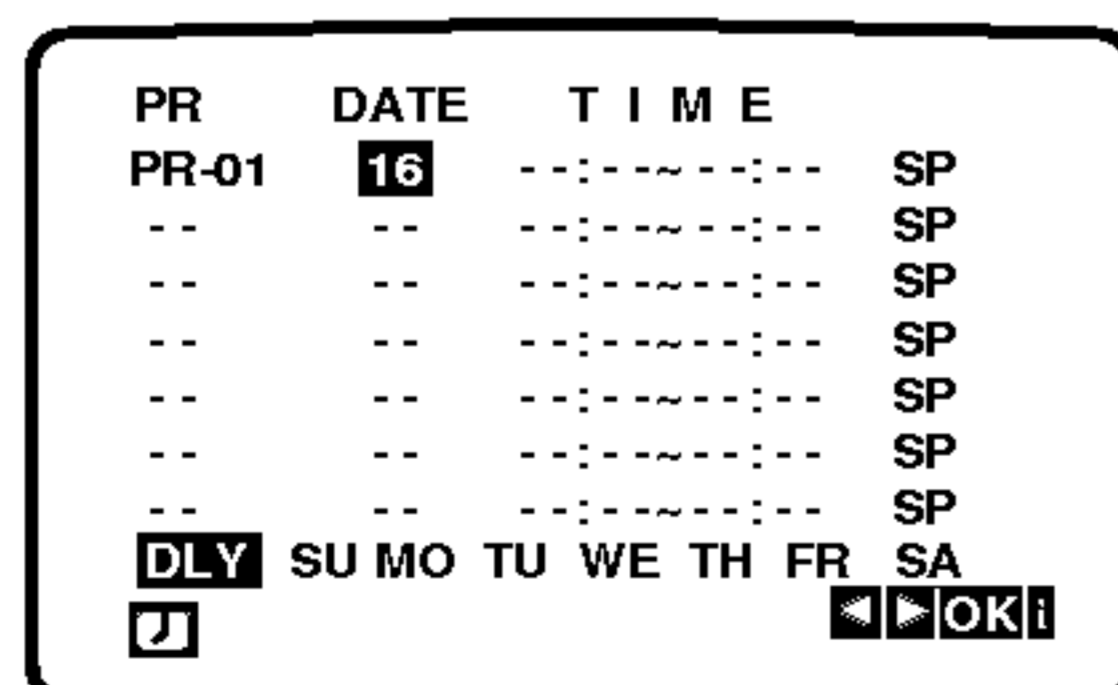 PR DATE T I M E
PR-01 16 --:--~--:-- SP
-- -- --:--~--:-- SP
-- -- --:--~--:-- SP
-- -- --:--~--:-- SP
-- -- --:--~--:-- SP
-- -- --:--~--:-- SP
-- -- --:--~--:-- SP
DLY SU MO TU WE TH FR SA
◄ ► OK i